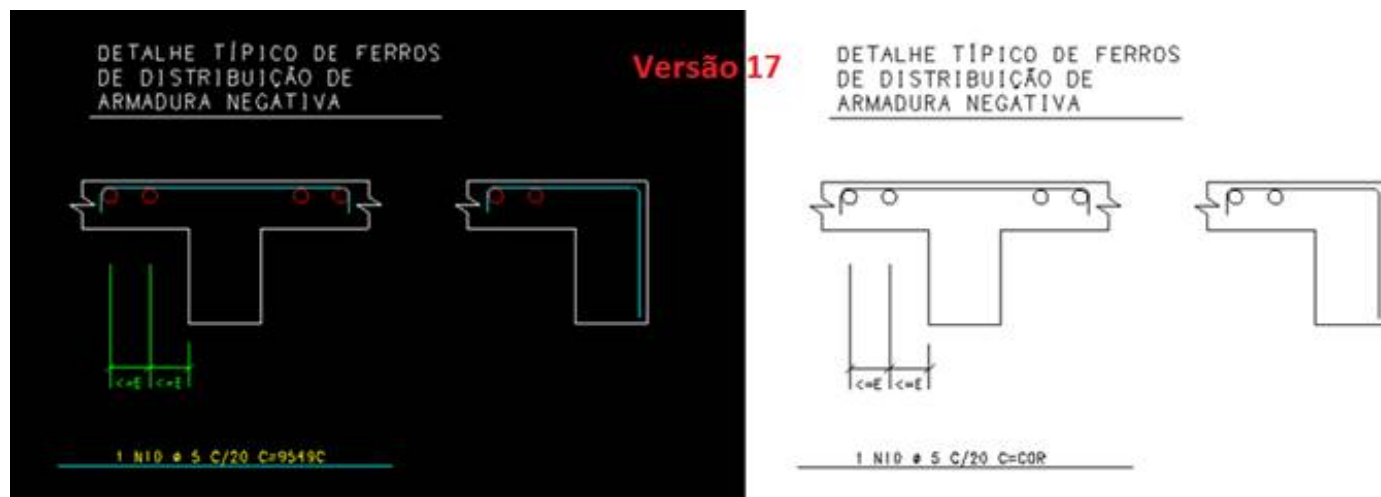 DETALHE TÍPICO DE FERROS
DE DISTRIBUIÇÃO DE
ARMADURA NEGATIVA
Versão 17
DETALHE TÍPICO DE FERROS
DE DISTRIBUIÇÃO DE
ARMADURA NEGATIVA
<=E <=E
<=E <=E
1 N10 ø 5 C/20 C=9549C
1 N10 ø 5 C/20 C=COR